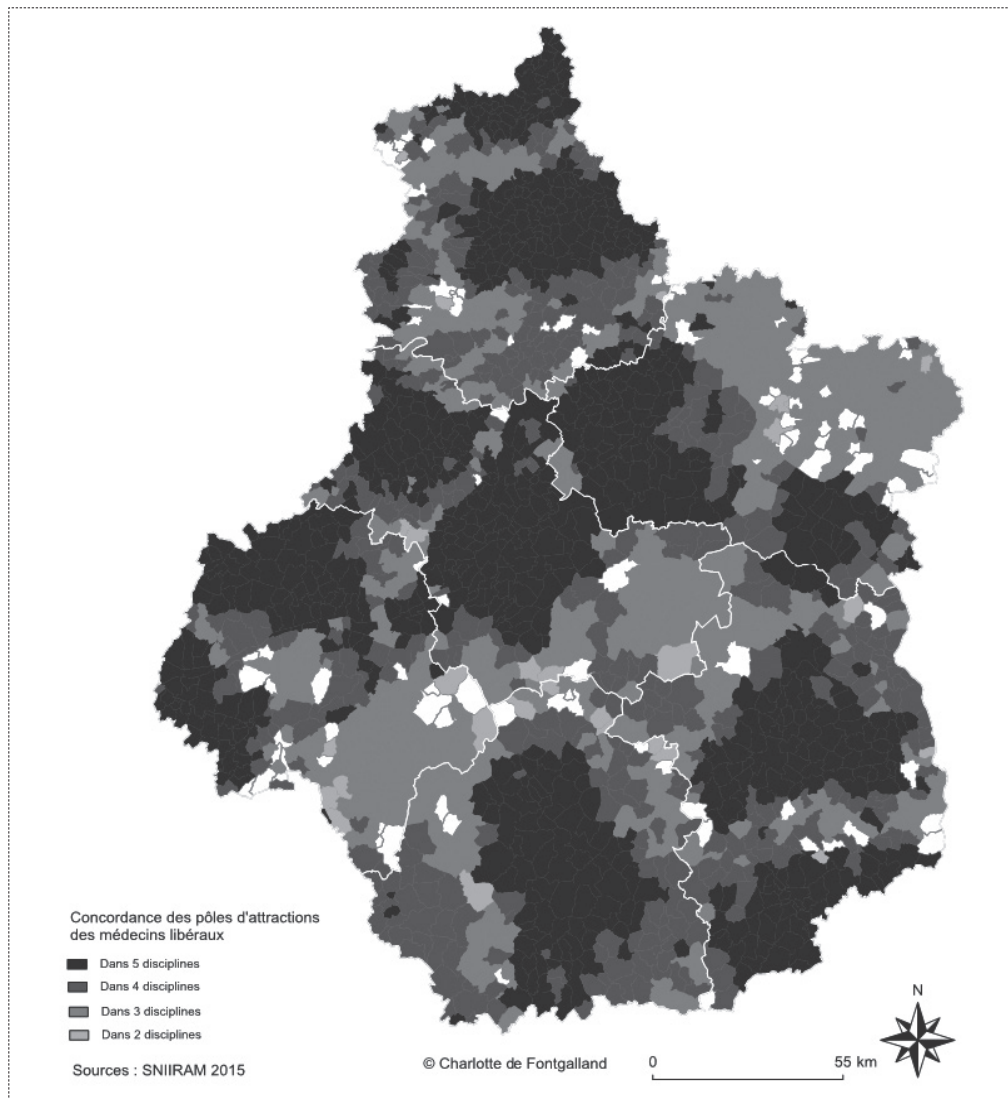 Concordance des pôles d'attractions
des médecins libéraux
Dans 5 disciplines
Dans 4 disciplines
Dans 3 disciplines
Dans 2 disciplines
Sources : SNIIRAM 2015
© Charlotte de Fontgalland
0 55 km
N